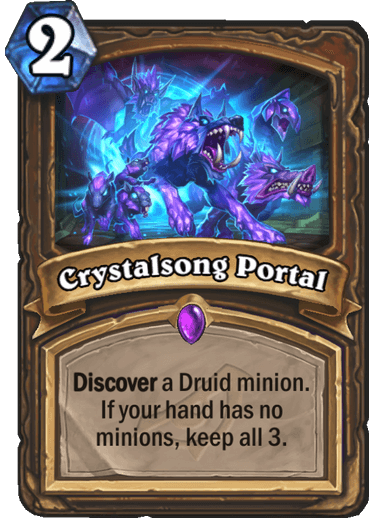 2
Crystalsong Portal
Discover a Druid minion.
If your hand has no
minions, keep all 3.